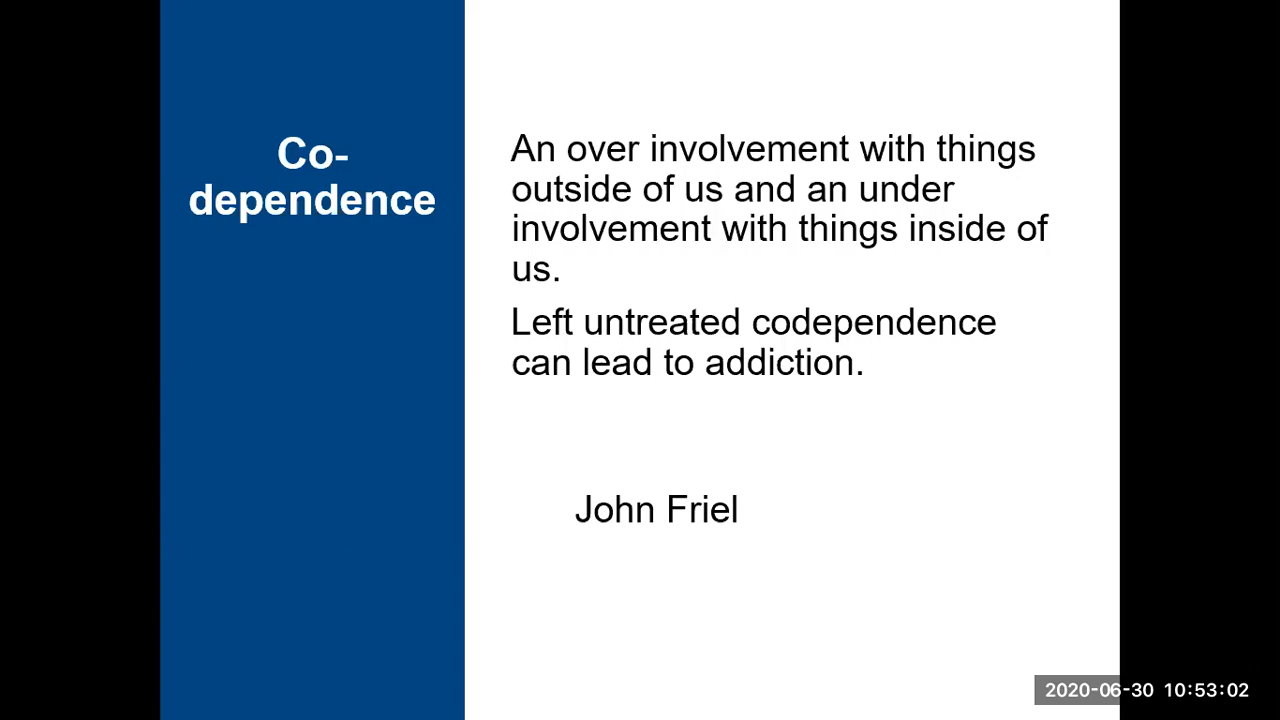 Co-
dependence
An over involvement with things
outside of us and an under
involvement with things inside of
us.
Left untreated codependence
can lead to addiction.
John Friel
2020-06-30 10:53:02